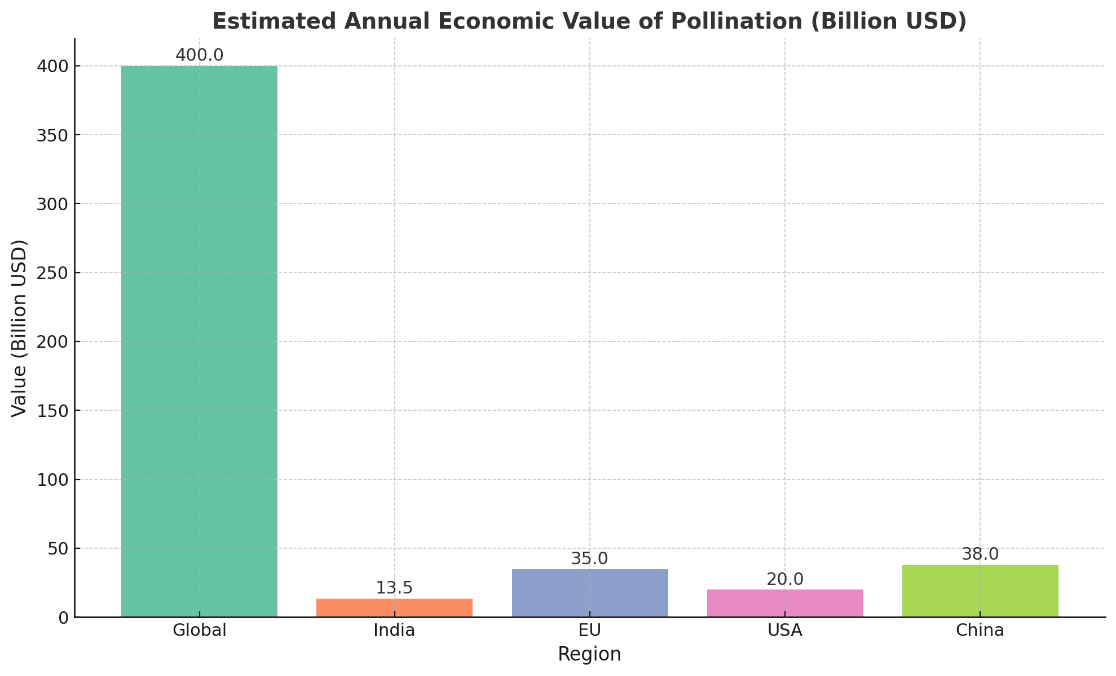 Estimated Annual Economic Value of Pollination (Billion USD)
Value (Billion USD)
400
350
300
250
200
150
100
50
0
400.0
13.5
35.0
20.0
38.0
Global
India
EU
USA
China
Region